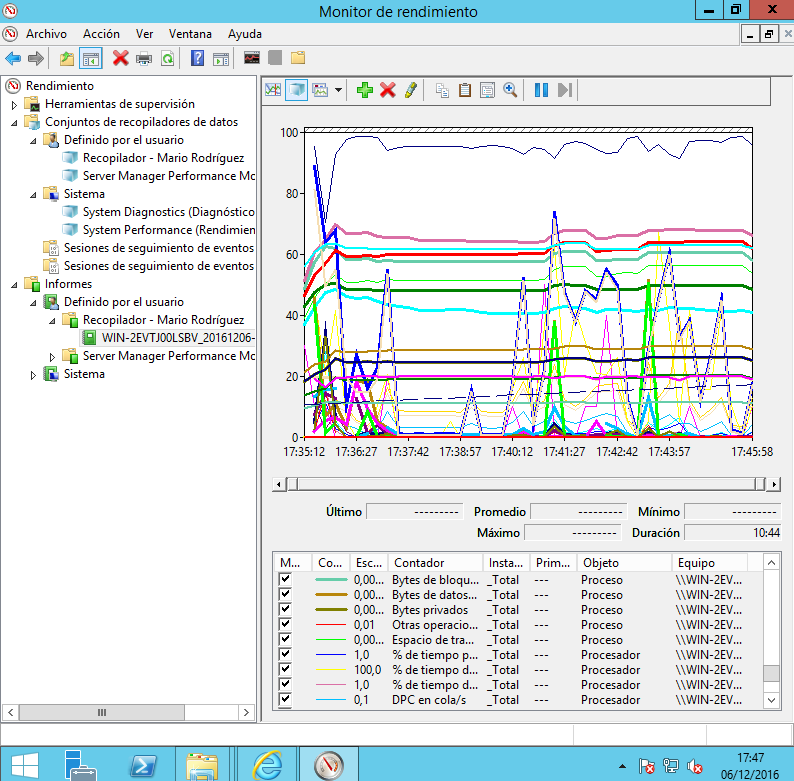 Monitor de rendimiento
Archivo Acción Ver Ventana Ayuda
Rendimiento
Herramientas de supervisión
Conjuntos de recopiladores de datos
Definido por el usuario
Recopilador - Mario Rodríguez
Server Manager Performance Mo
Sistema
System Diagnostics (Diagnóstico
System Performance (Rendimien
Sesiones de seguimiento de eventos
Sesiones de seguimiento de eventos
Informes
Definido por el usuario
Recopilador - Mario Rodríguez
WIN-2EVTJ00LSBV_20161206-
Server Manager Performance Mo
Sistema
100
80
60
40
20
0
17:35:12 17:36:27 17:37:42 17:38:57 17:40:12 17:41:27 17:42:42 17:43:57 17:45:58
Último --------- Promedio --------- Mínimo ---------
Máximo --------- Duración 10:44
M... Co... Esc... Contador Insta... Prim... Objeto Equipo
0,00... Bytes de bloqu... _Total --- Proceso \\WIN-2EV...
0,00... Bytes de datos... _Total --- Proceso \\WIN-2EV...
0,00... Bytes privados _Total --- Proceso \\WIN-2EV...
0,01 Otras operacio... _Total --- Proceso \\WIN-2EV...
0,00... Espacio de tra... _Total --- Proceso \\WIN-2EV...
1,0 % de tiempo p... _Total --- Procesador \\WIN-2EV...
100,0 % de tiempo d... _Total --- Procesador \\WIN-2EV...
1,0 % de tiempo d... _Total --- Procesador \\WIN-2EV...
0,1 DPC en cola/s _Total --- Procesador \\WIN-2EV...
17:47
06/12/2016